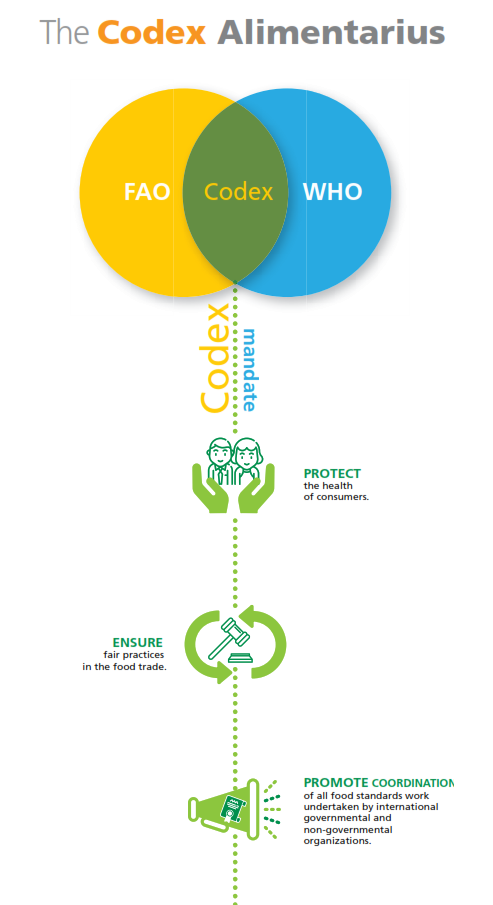 The Codex Alimentarius
FAO Codex WHO
Codex
mandate
PROTECT
the health
of consumers.
ENSURE
fair practices
in the food trade.
PROMOTE COORDINATION
of all food standards work
undertaken by international
governmental and
non-governmental
organizations.